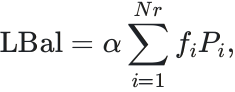 LBal = α ∑_{i=1}^{Nr} f_i P_i,